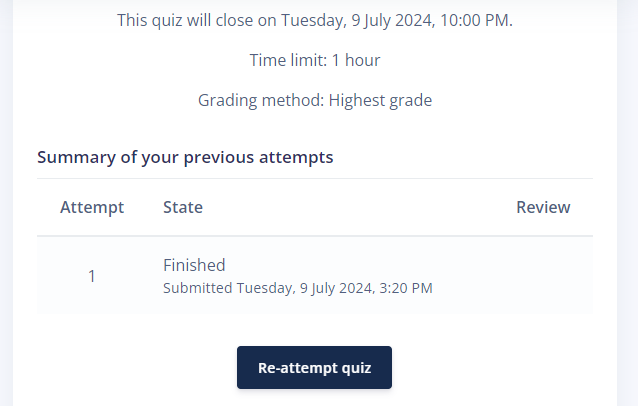 This quiz will close on Tuesday, 9 July 2024, 10:00 PM.
Time limit: 1 hour
Grading method: Highest grade
Summary of your previous attempts
Attempt State Review
1 Finished
Submitted Tuesday, 9 July 2024, 3:20 PM
Re-attempt quiz